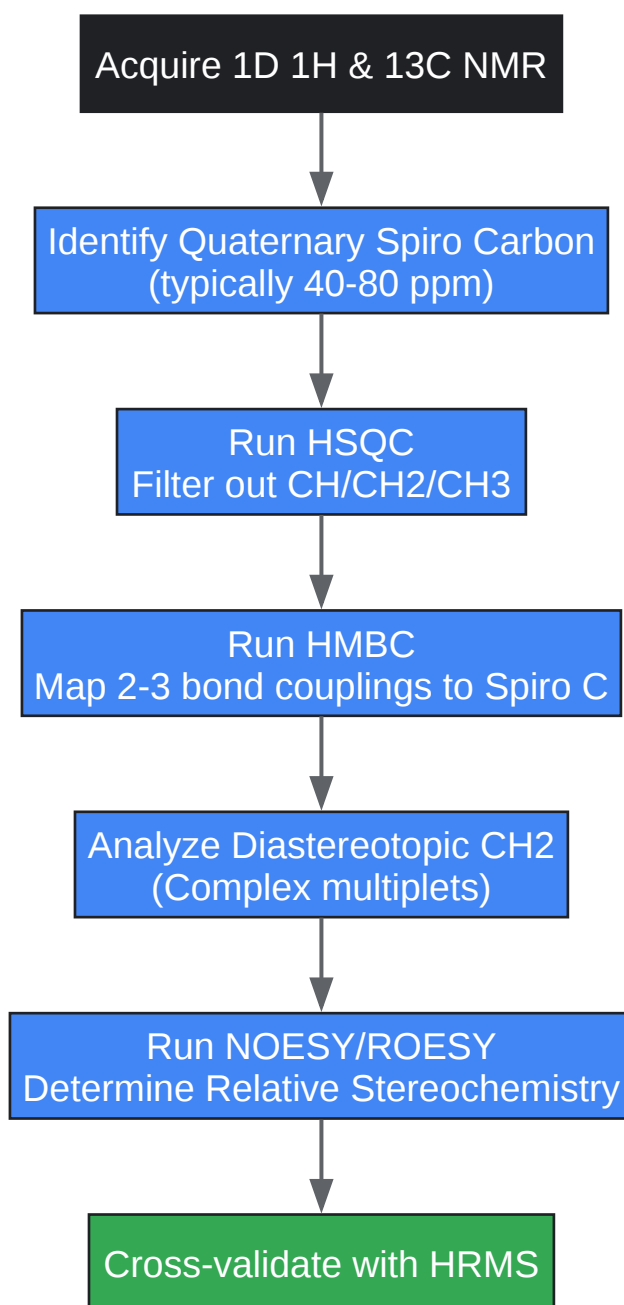 Acquire 1D 1H & 13C NMR
Identify Quaternary Spiro Carbon
(typically 40-80 ppm)
Run HSQC
Filter out CH/CH2/CH3
Run HMBC
Map 2-3 bond couplings to Spiro C
Analyze Diastereotopic CH2
(Complex multiplets)
Run NOESY/ROESY
Determine Relative Stereochemistry
Cross-validate with HRMS